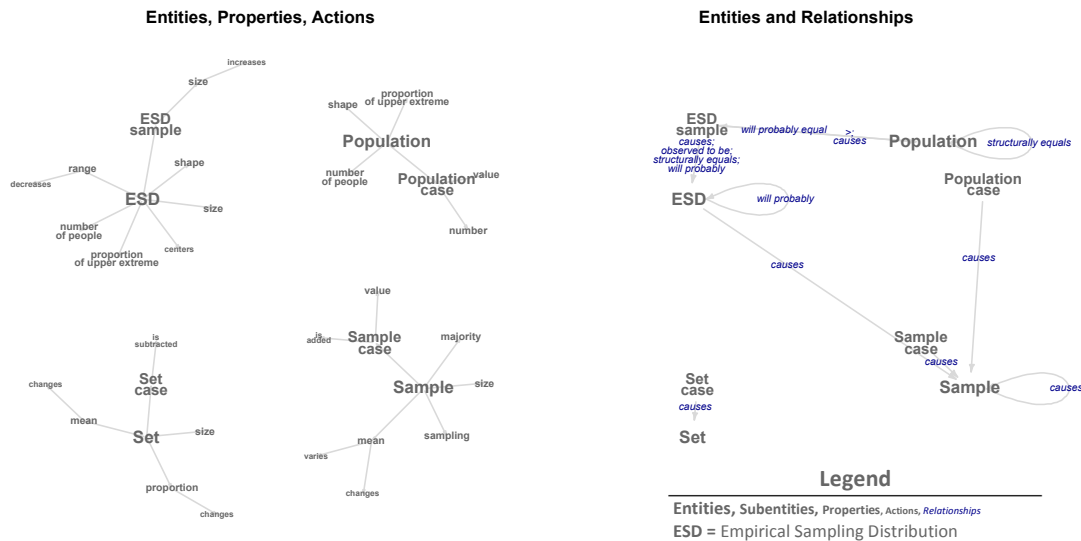 Entities, Properties, Actions
increases
size
ESD
sample
range
shape
decreases
ESD
size
number
of people
centers
proportion
of upper extreme
shape
proportion
of upper extreme
Population
number
of people
Population
case
value
number
is
subtracted
changes
Set
case
mean
Set
size
proportion
changes
value
is
added
Sample
case
majority
Sample
size
sampling
mean
varies
changes
Entities and Relationships
ESD
sample
causes;
observed to be;
structurally equals;
will probably
will probably equal
>;
causes
Population
structurally equals
Population
case
ESD
will probably
causes
causes
Sample
case
causes
Sample
causes
Set
case
causes
Set
Legend
Entities, Subentities, Properties, Actions, Relationships
ESD = Empirical Sampling Distribution